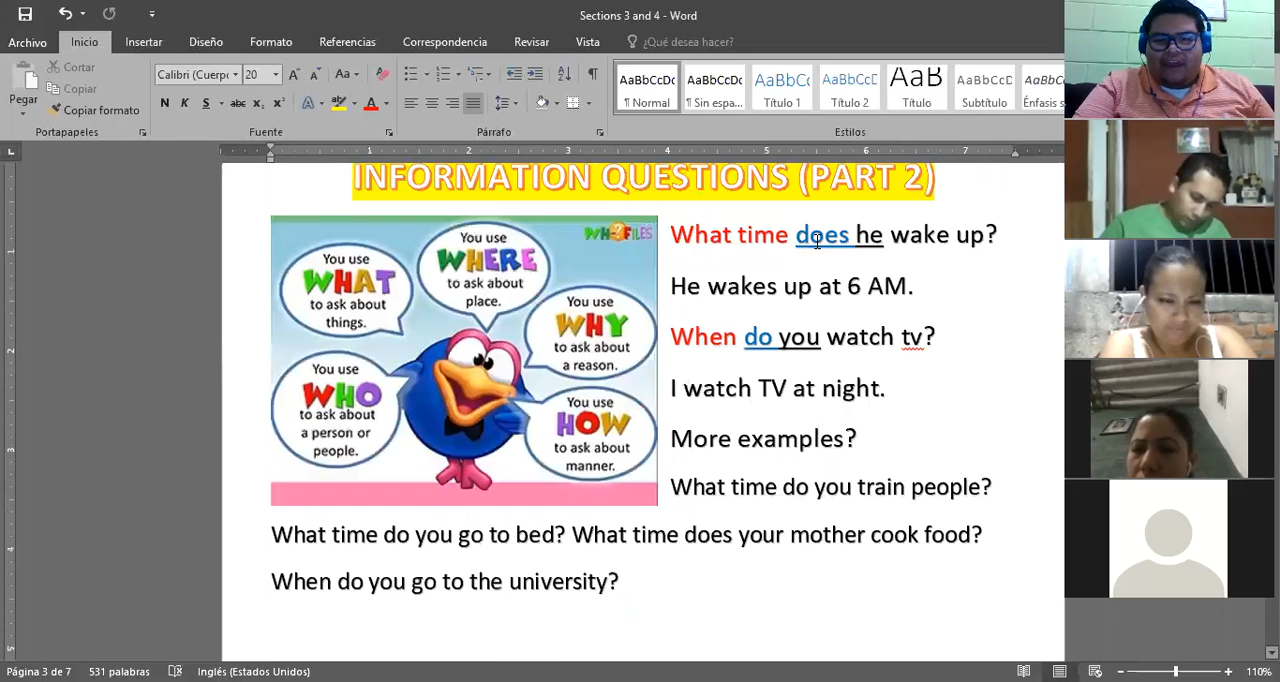 Sections 3 and 4 - Word
Archivo Inicio Insertar Diseño Formato Referencias Correspondencia Revisar Vista ¿Qué desea hacer?
Pegar
Cortar
Copiar
Copiar formato
Portapapeles
Calibri (Cuerpo 20
Fuente
Párrafo
AaBbCcDc AaBbCcDc AaBbCc AaBbCcD AaB AaBbCcD AaBbCc
¶ Normal ¶ Sin espa... Título 1 Título 2 Título Subtítulo Énfasis s
Estilos
INFORMATION QUESTIONS (PART 2)
WH-?FILES
You use
WHAT
to ask about
things.
You use
WHERE
to ask about
place.
You use
WHY
to ask about
a reason.
You use
WHO
to ask about
a person or
people.
You use
HOW
to ask about
manner.
What time does he wake up?
He wakes up at 6 AM.
When do you watch tv?
I watch TV at night.
More examples?
What time do you train people?
What time do you go to bed? What time does your mother cook food?
When do you go to the university?
Página 3 de 7 531 palabras Inglés (Estados Unidos) 110%